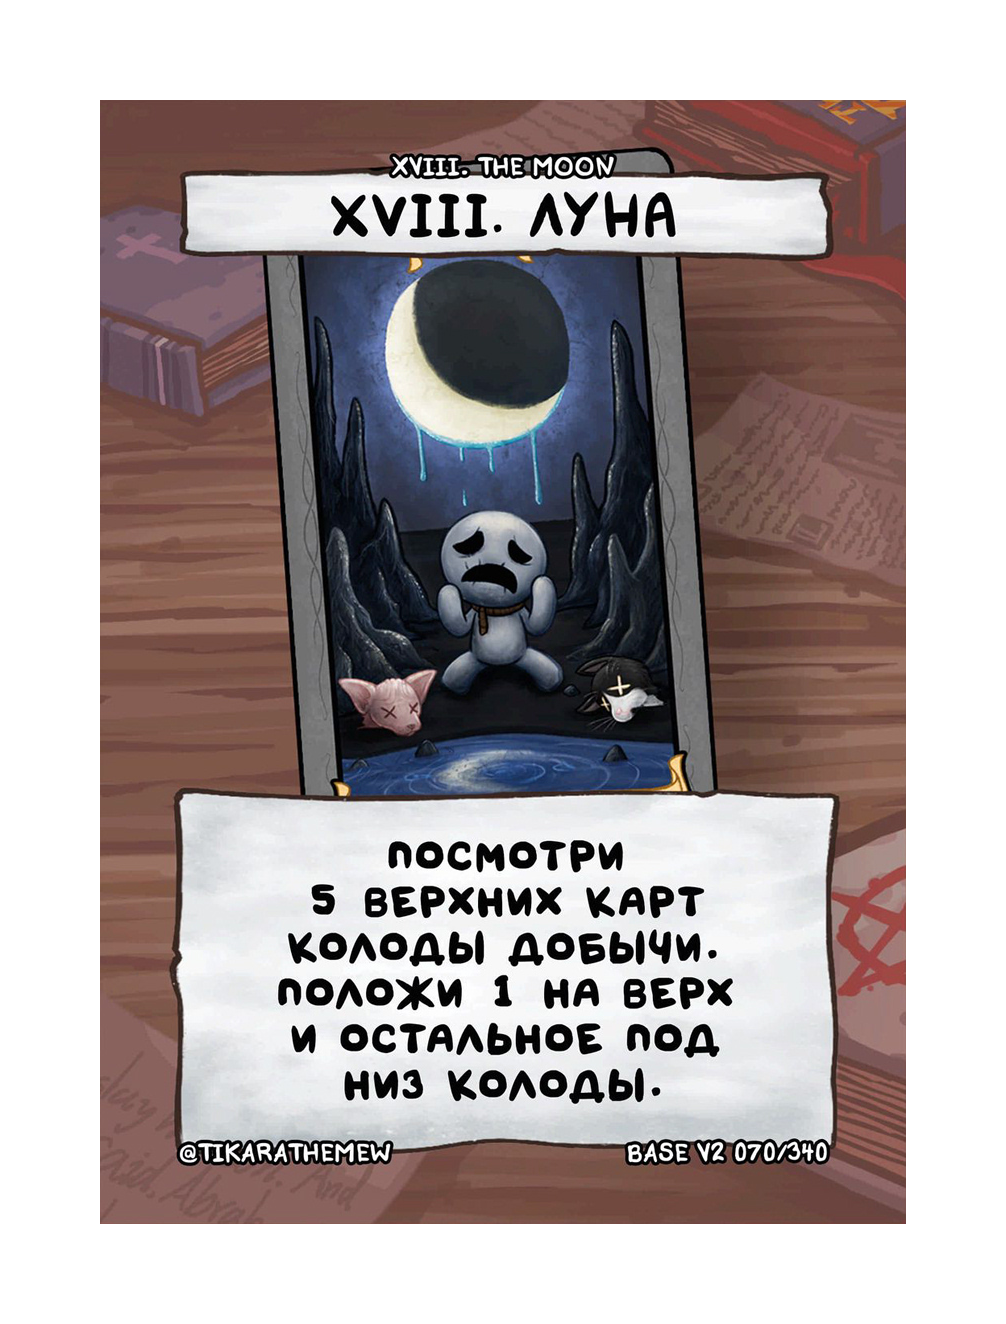 XVIII. THE MOON
XVIII. ЛУНА
ПОСМОТРИ
5 ВЕРХНИХ КАРТ
КОЛОДЫ ДОБЫЧИ.
ПОЛОЖИ 1 НА ВЕРХ
И ОСТАЛЬНОЕ ПОД
НИЗ КОЛОДЫ.
@TIKARATHEMEW
BASE V2 070/340